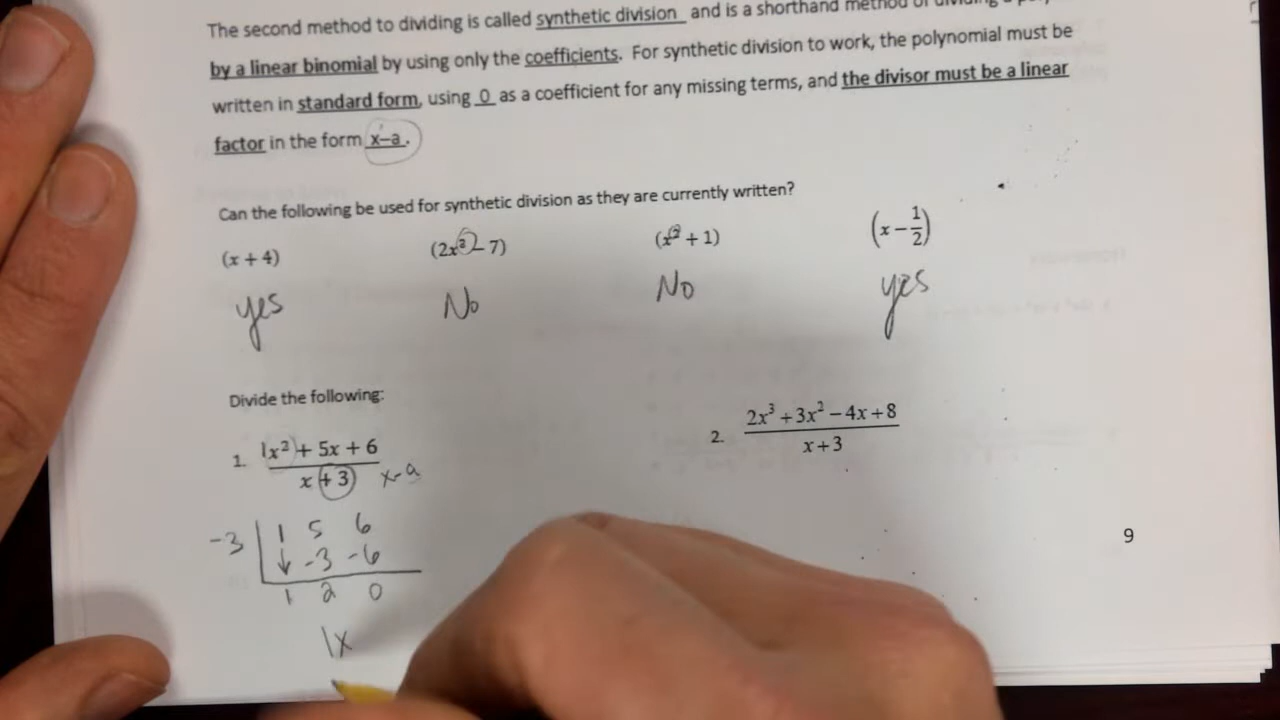 The second method to dividing is called synthetic division and is a shorthand method of dividing a
by a linear binomial by using only the coefficients. For synthetic division to work, the polynomial must be
written in standard form, using 0 as a coefficient for any missing terms, and the divisor must be a linear
factor in the form x–a.
Can the following be used for synthetic division as they are currently written?
(x + 4) (2x² – 7) (x² + 1) (x – 1/2)
yes No No yes
Divide the following:
1. 1x² + 5x + 6 / x + 3 x-a
2. 2x³ + 3x² – 4x + 8 / x + 3
-3 1 5 6
↓ -3 -6
1 2 0
1x
9